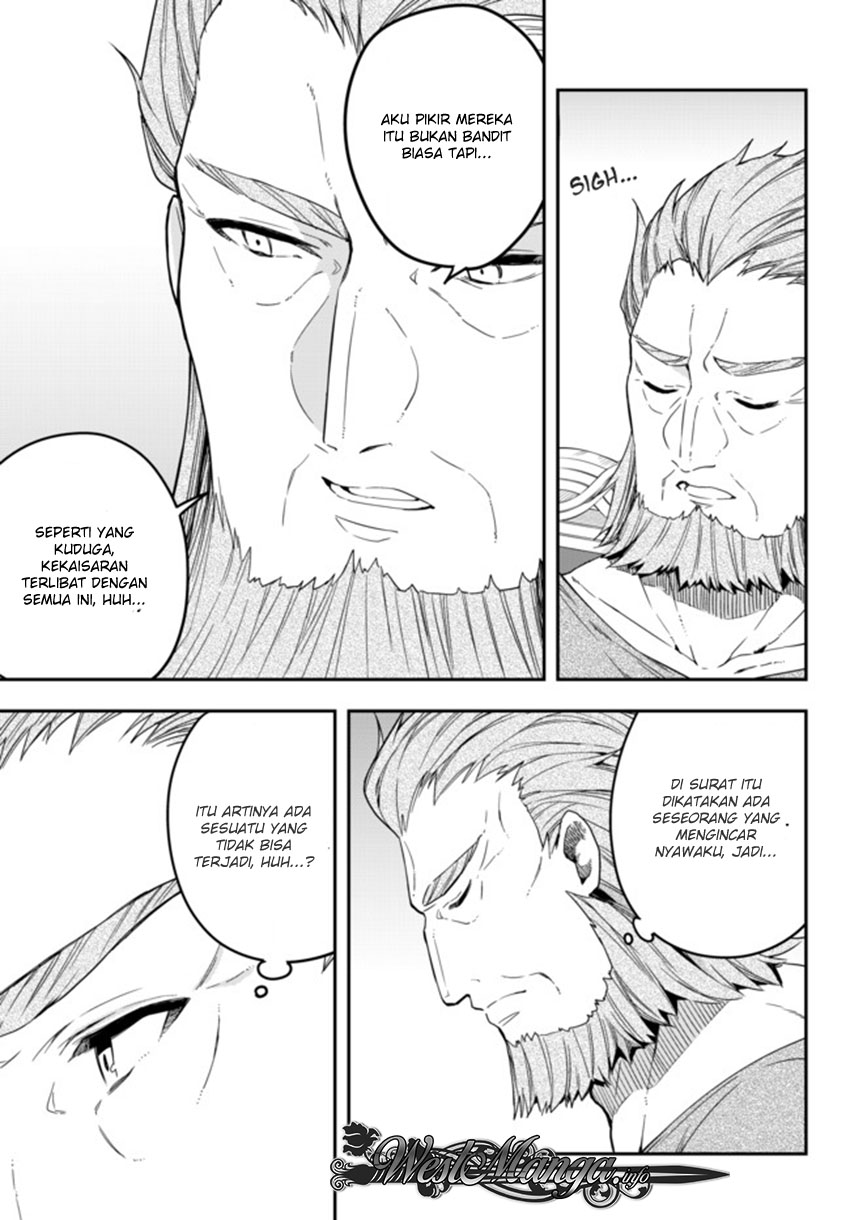 SIGH...
AKU PIKIR MEREKA
ITU BUKAN BANDIT
BIASA TAPI...
SEPERTI YANG
KUDUGA,
KEKAISARAN
TERLIBAT DENGAN
SEMUA INI, HUH...
DI SURAT ITU
DIKATAKAN ADA
SESEORANG YANG
MENGINCAR
NYAWAKU, JADI...
ITU ARTINYA ADA
SESUATU YANG
TIDAK BISA
TERJADI, HUH...?
WestManga.info